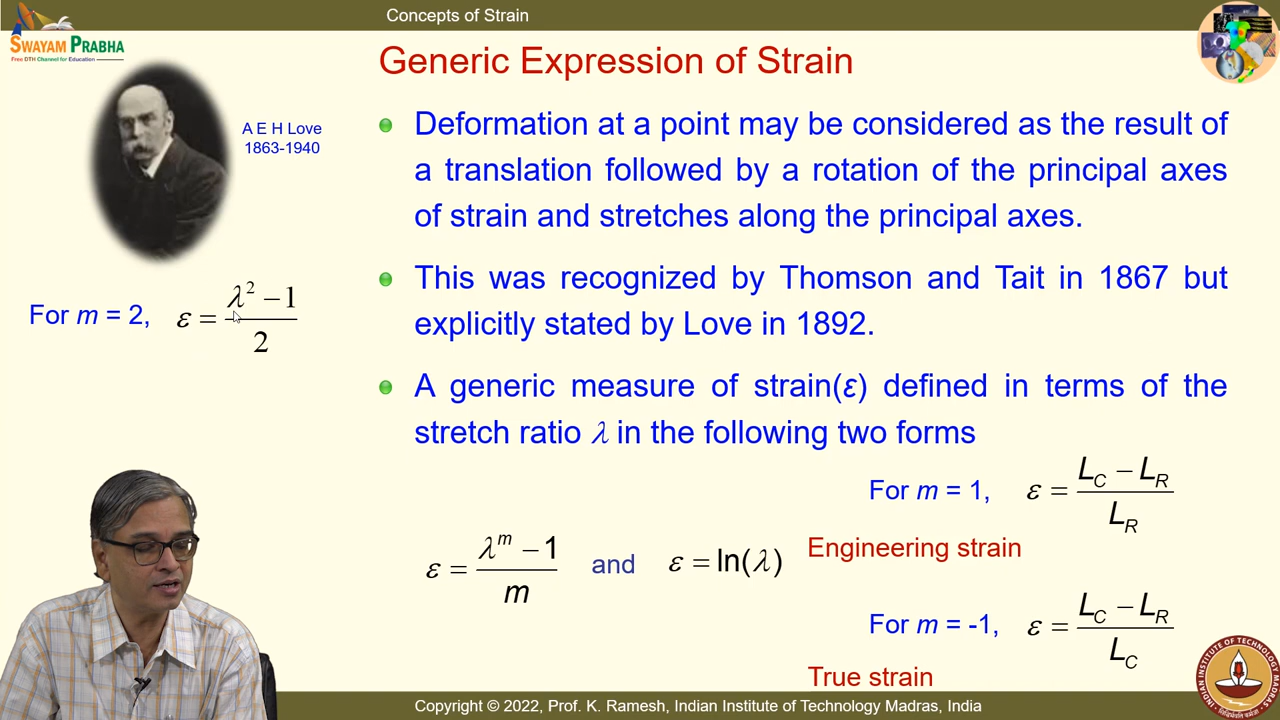 Concepts of Strain
SWAYAM PRABHA
Free DTH Channel for Education
Generic Expression of Strain
A E H Love
1863-1940
Deformation at a point may be considered as the result of
a translation followed by a rotation of the principal axes
of strain and stretches along the principal axes.
This was recognized by Thomson and Tait in 1867 but
explicitly stated by Love in 1892.
For m = 2, ε = (λ² − 1)/2
A generic measure of strain(ε) defined in terms of the
stretch ratio λ in the following two forms
ε = (λᵐ − 1)/m and ε = ln(λ)
For m = 1, ε = (L_C − L_R)/L_R
Engineering strain
For m = -1, ε = (L_C − L_R)/L_C
True strain
Copyright © 2022, Prof. K. Ramesh, Indian Institute of Technology Madras, India